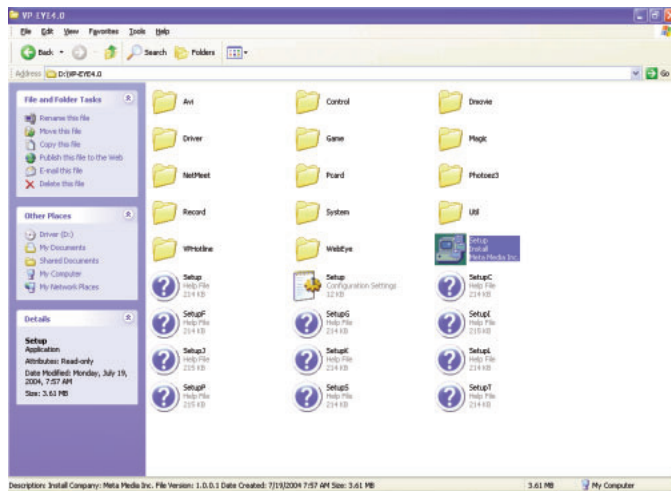 VP-EYE4.0
File Edit View Favorites Tools Help
Back Search Folders
Address D:\VP-EYE4.0 Go
File and Folder Tasks
Rename this file
Move this file
Copy this file
Publish this file to the Web
E-mail this file
Delete this file
Other Places
Driver (D:)
My Documents
Shared Documents
My Computer
My Network Places
Details
Setup
Application
Attributes: Read-only
Date Modified: Monday, July 19,
2004, 7:57 AM
Size: 3.61 MB
Avi Control Dmovie
Driver Game Magic
NetMeet Pcard Photoez3
Record System Util
VPHotline WebEye
Setup
Install
Meta Media Inc.
Setup
Help File
214 KB
Setup
Configuration Settings
12 KB
SetupC
Help File
214 KB
SetupF
Help File
214 KB
SetupG
Help File
214 KB
SetupI
Help File
215 KB
SetupJ
Help File
215 KB
SetupK
Help File
214 KB
SetupL
Help File
214 KB
SetupP
Help File
215 KB
SetupS
Help File
214 KB
SetupT
Help File
214 KB
Description: Install Company: Meta Media Inc. File Version: 1.0.0.1 Date Created: 7/19/2004 7:57 AM Size: 3.61 MB 3.61 MB My Computer